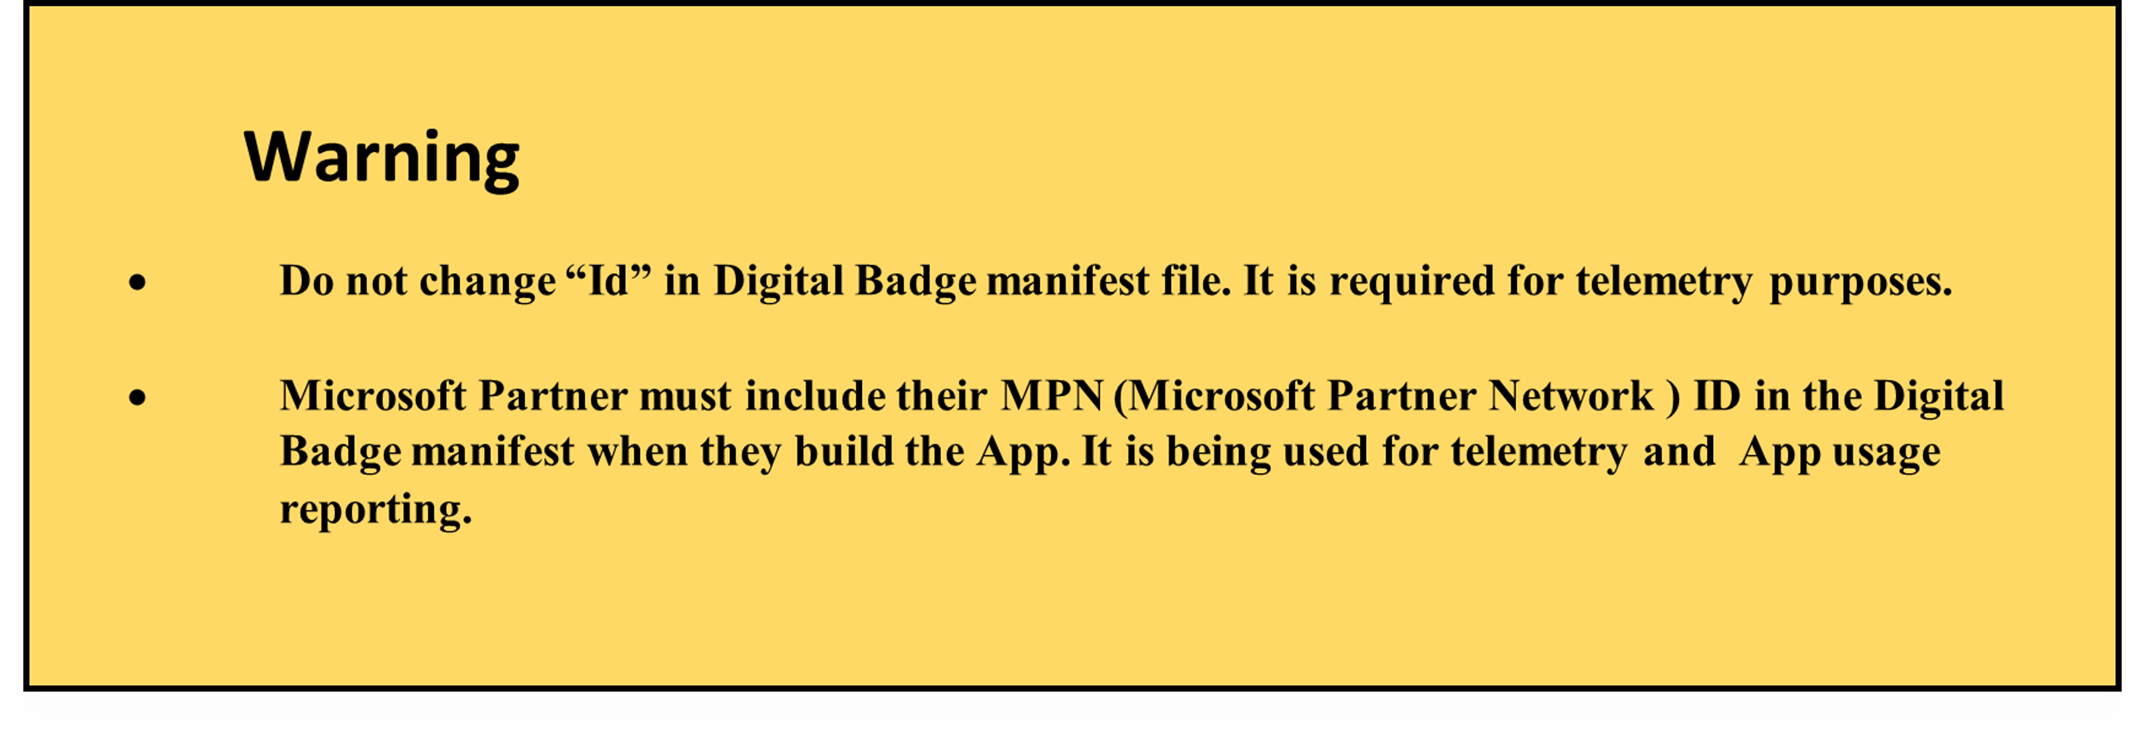 Warning
• Do not change “Id” in Digital Badge manifest file. It is required for telemetry purposes.
• Microsoft Partner must include their MPN (Microsoft Partner Network ) ID in the Digital
Badge manifest when they build the App. It is being used for telemetry and  App usage
reporting.